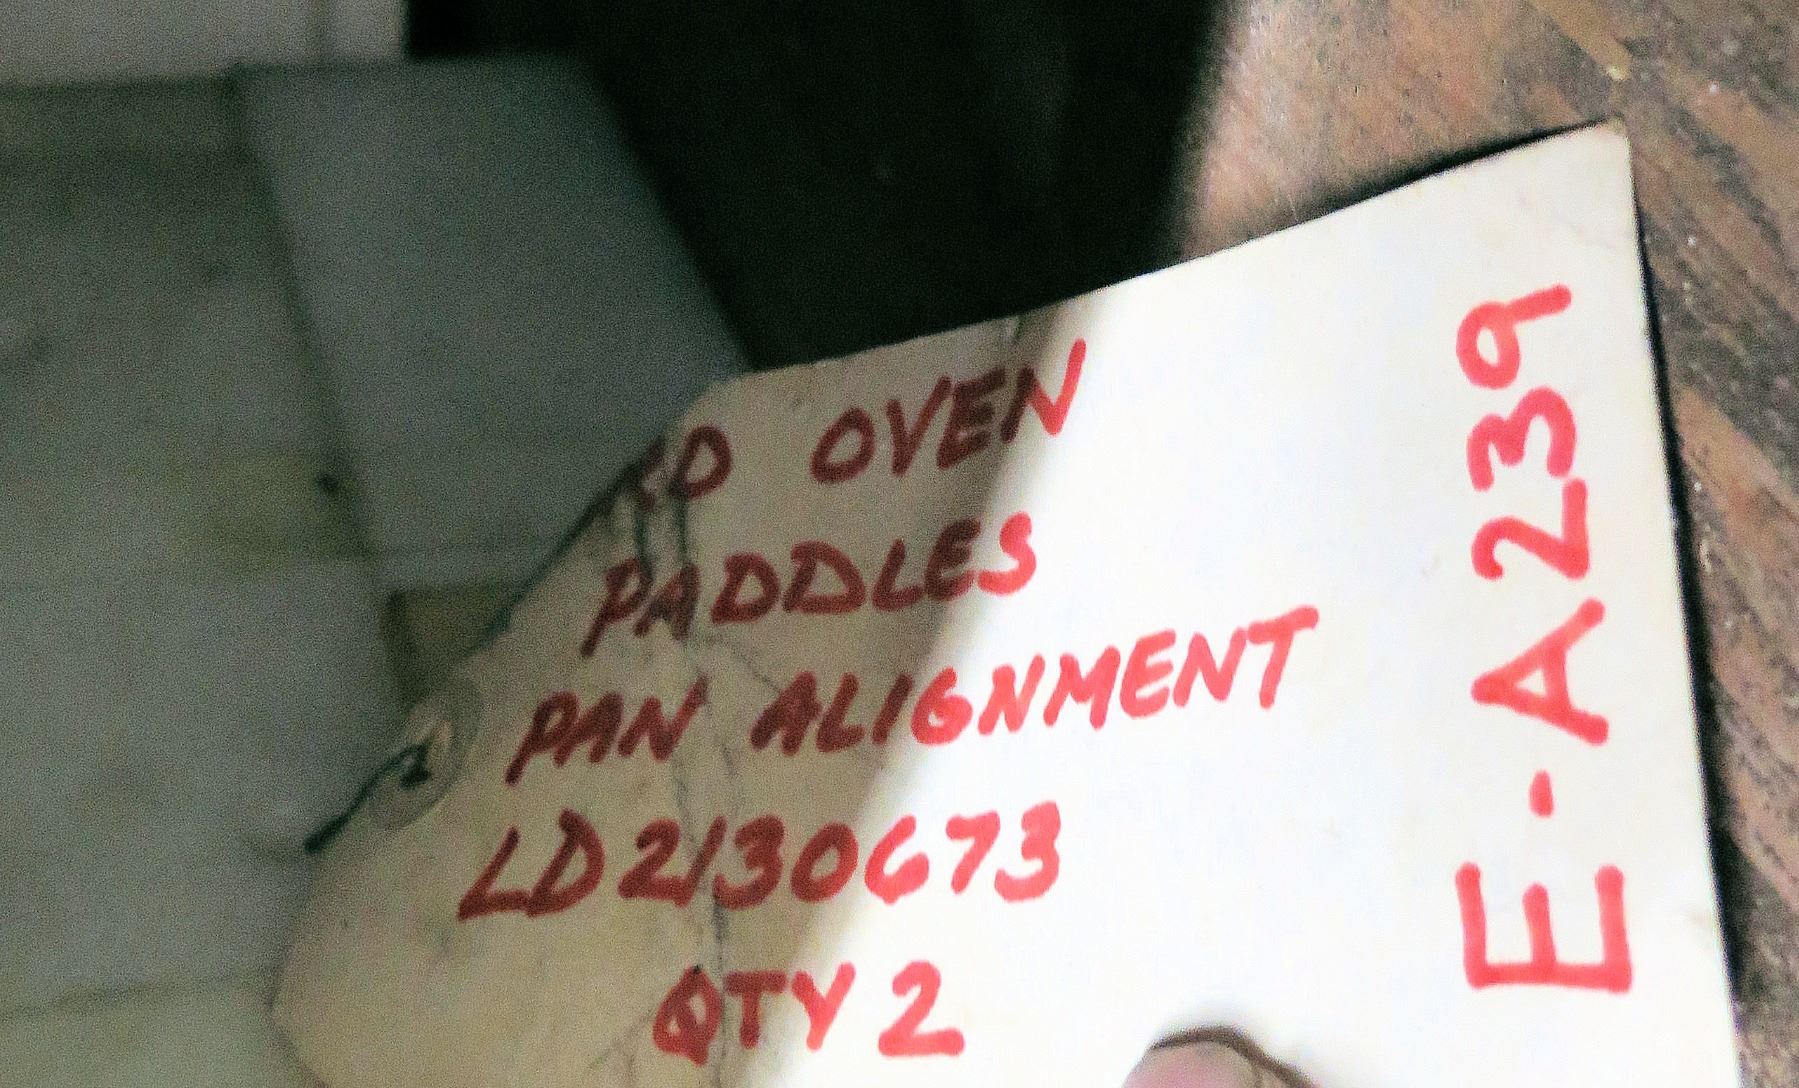 OVEN
PADDLES
PAN ALIGNMENT
LD2130673
QTY 2
E-A239